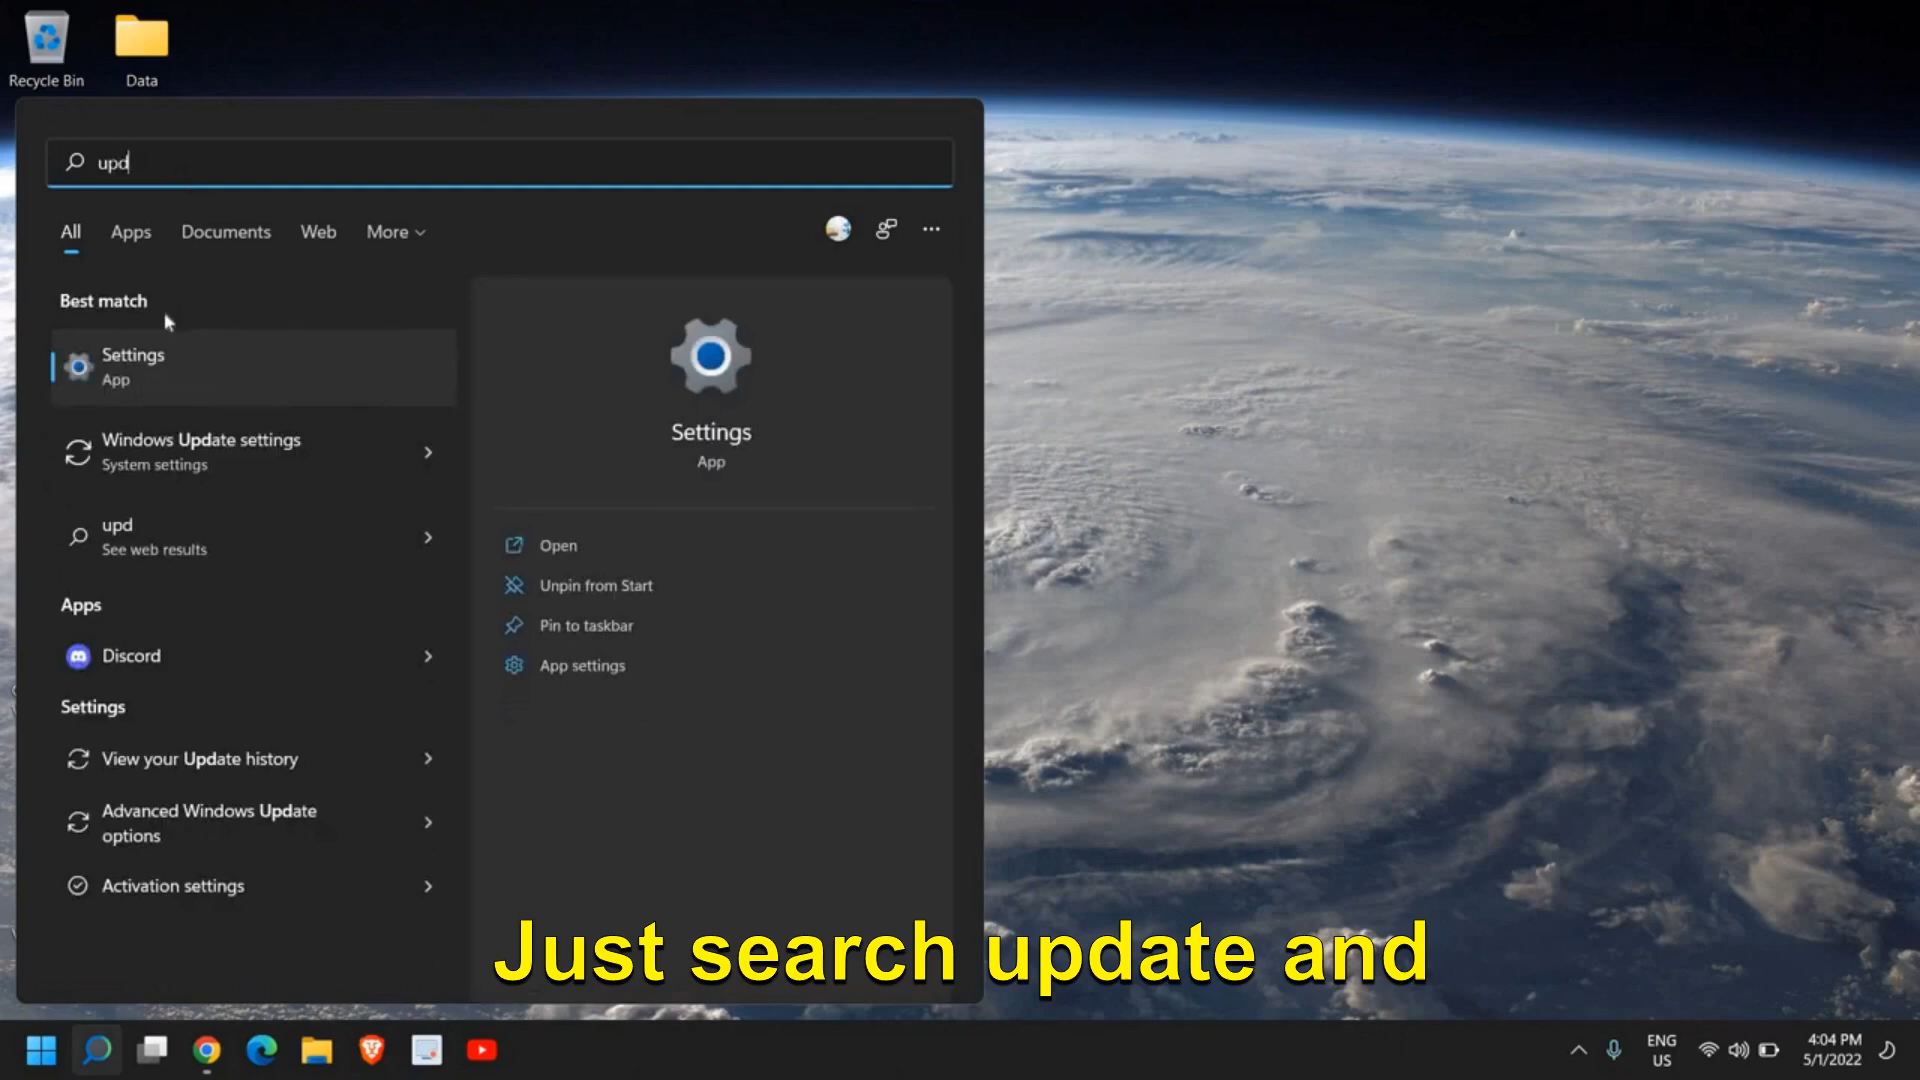 Recycle Bin
Data
upd
All
Apps
Documents
Web
More
Best match
Settings
App
Windows Update settings
System settings
upd
See web results
Apps
Discord
Settings
View your Update history
Advanced Windows Update
options
Activation settings
Settings
App
Open
Unpin from Start
Pin to taskbar
App settings
Just search update and
ENG
US
4:04 PM
5/1/2022